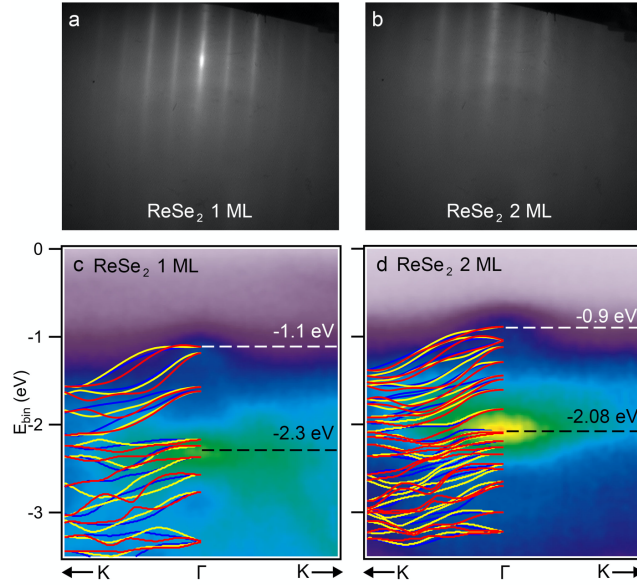 a
b
ReSe₂ 1 ML
ReSe₂ 2 ML
0
-1
-2
-3
E_bin (eV)
c ReSe₂ 1 ML
-1.1 eV
-2.3 eV
d ReSe₂ 2 ML
-0.9 eV
-2.08 eV
← K Γ K →
← K Γ K →